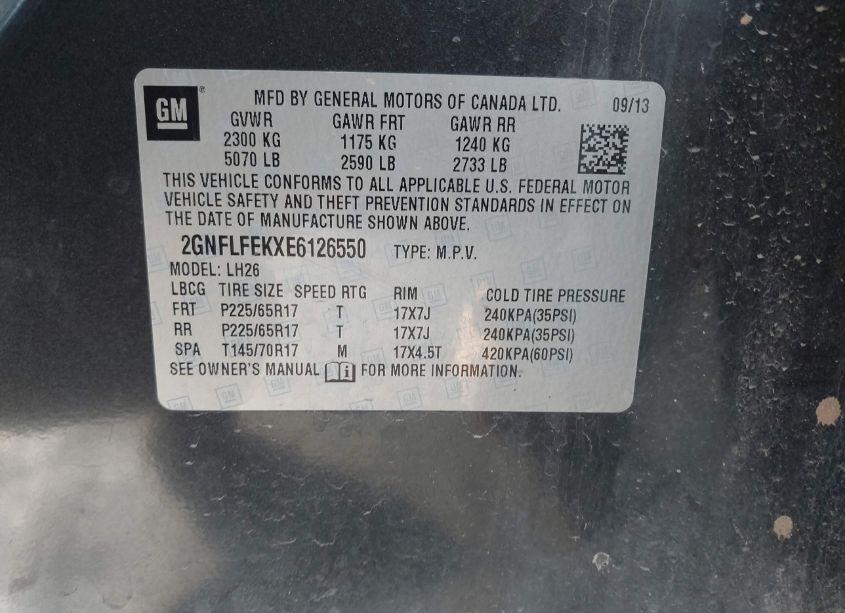 GM MFD BY GENERAL MOTORS OF CANADA LTD. 09/13
GVWR GAWR FRT GAWR RR
2300 KG 1175 KG 1240 KG
5070 LB 2590 LB 2733 LB
THIS VEHICLE CONFORMS TO ALL APPLICABLE U.S. FEDERAL MOTOR
VEHICLE SAFETY AND THEFT PREVENTION STANDARDS IN EFFECT ON
THE DATE OF MANUFACTURE SHOWN ABOVE.
2GNFLFEKXE6126550 TYPE: M.P.V.
MODEL: LH26
LBCG TIRE SIZE SPEED RTG RIM COLD TIRE PRESSURE
FRT P225/65R17 T 17X7J 240KPA(35PSI)
RR P225/65R17 T 17X7J 240KPA(35PSI)
SPA T145/70R17 M 17X4.5T 420KPA(60PSI)
SEE OWNER'S MANUAL FOR MORE INFORMATION.